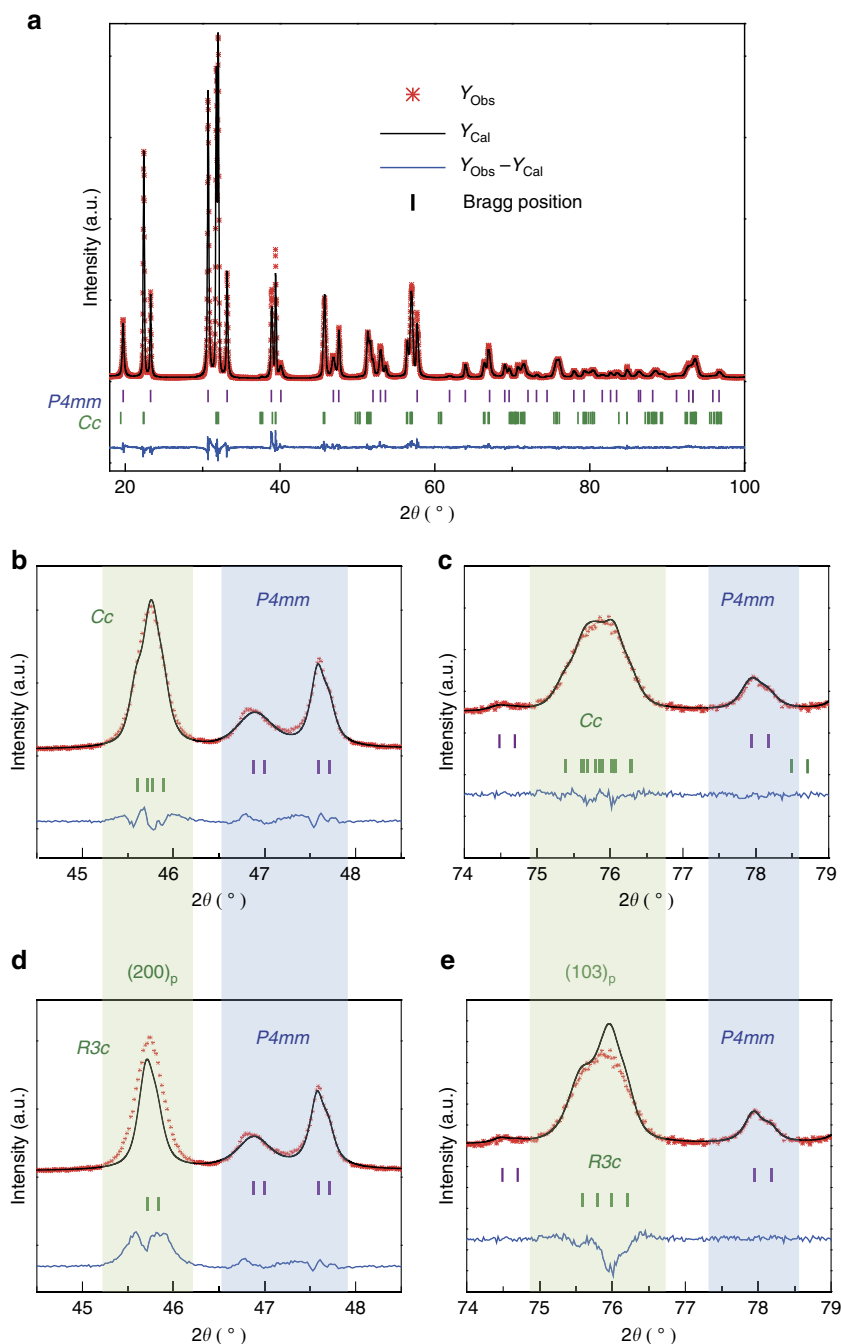 a
Y_Obs
Y_Cal
Y_Obs – Y_Cal
Bragg position
Intensity (a.u.)
P4mm
Cc
20 40 60 80 100
2θ ( ° )
b
Cc
P4mm
Intensity (a.u.)
45 46 47 48
2θ ( ° )
c
P4mm
Cc
Intensity (a.u.)
74 75 76 77 78 79
2θ ( ° )
d
(200)p
R3c
P4mm
Intensity (a.u.)
45 46 47 48
2θ ( ° )
e
(103)p
P4mm
R3c
Intensity (a.u.)
74 75 76 77 78 79
2θ ( ° )